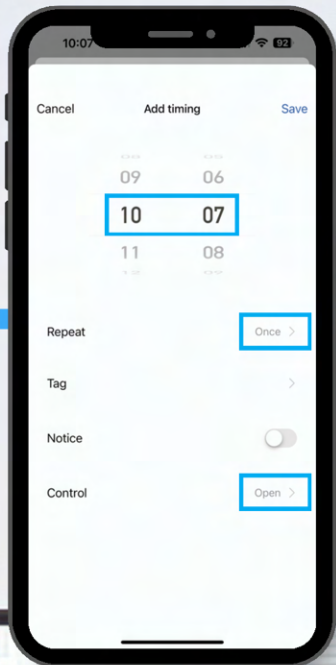 10:07 92
Cancel Add timing Save
09 06
10 07
11 08
Repeat Once >
Tag >
Notice
Control Open >